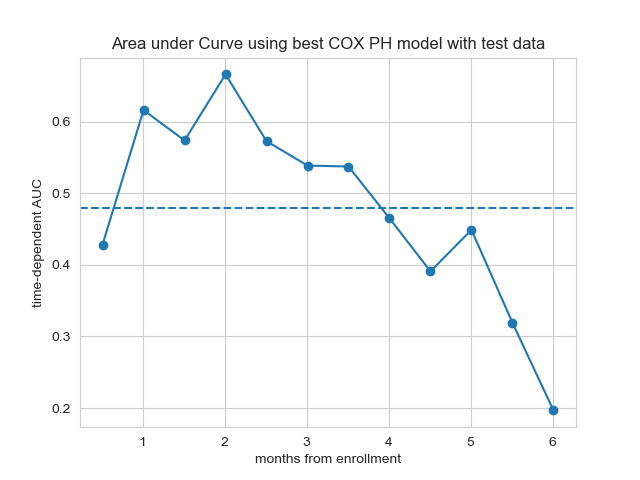 Area under Curve using best COX PH model with test data
time-dependent AUC
0.6
0.5
0.4
0.3
0.2
1 2 3 4 5 6
months from enrollment